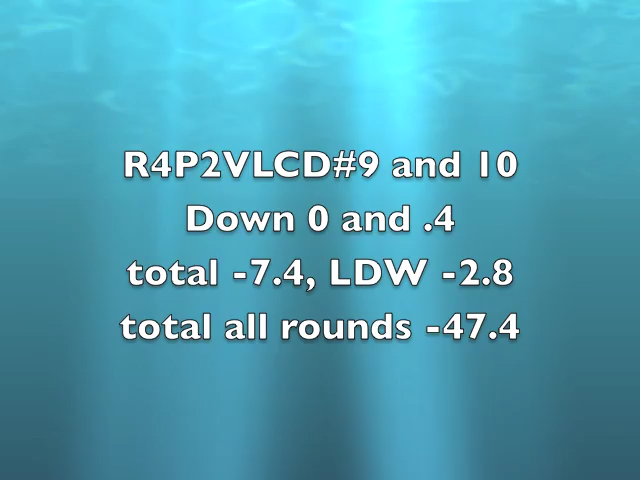 R4P2VLCD#9 and 10
Down 0 and .4
total -7.4, LDW -2.8
total all rounds -47.4